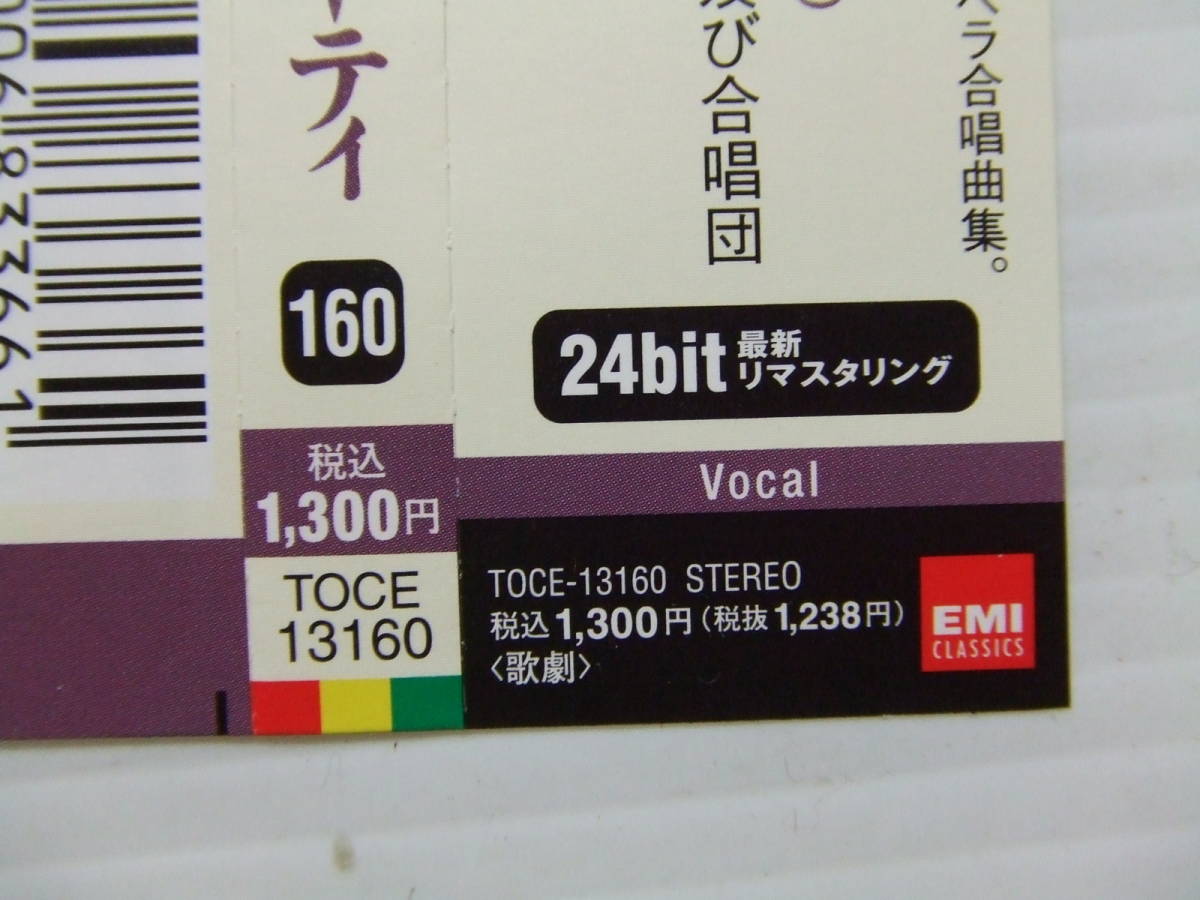 ラ合唱曲集。
び合唱団
ティ
160
税込
1,300円
TOCE
13160
24bit 最新
リマスタリング
Vocal
TOCE-13160 STEREO
税込1,300円(税抜1,238円)
〈歌劇〉
EMI
CLASSICS